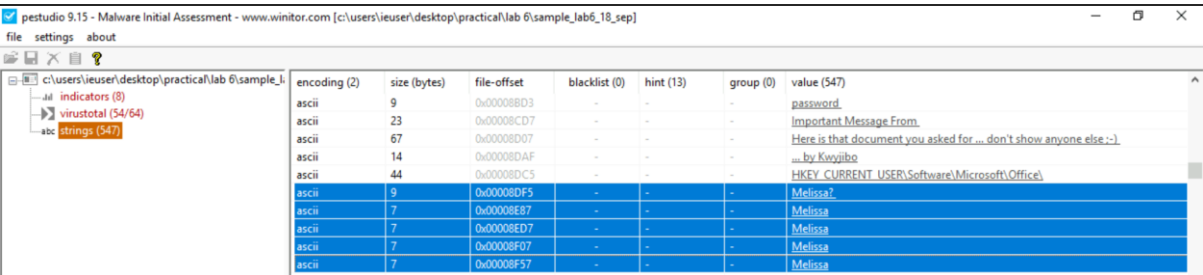 pestudio 9.15 - Malware Initial Assessment - www.winitor.com [c:\users\ieuser\desktop\practical\lab 6\sample_lab6_18_sep]
file settings about
c:\users\ieuser\desktop\practical\lab 6\sample_l
indicators (8)
virustotal (54/64)
abc strings (547)
encoding (2) size (bytes) file-offset blacklist (0) hint (13) group (0) value (547)
ascii 9 0x00008BD3 - - - password
ascii 23 0x00008CD7 - - - Important Message From
ascii 67 0x00008D07 - - - Here is that document you asked for ... don't show anyone else ;-)
ascii 14 0x00008DAF - - - ... by Kwyjibo
ascii 44 0x00008DC5 - - - HKEY_CURRENT_USER\Software\Microsoft\Office\
ascii 9 0x00008DF5 - - - Melissa?
ascii 7 0x00008E87 - - - Melissa
ascii 7 0x00008ED7 - - - Melissa
ascii 7 0x00008F07 - - - Melissa
ascii 7 0x00008F57 - - - Melissa